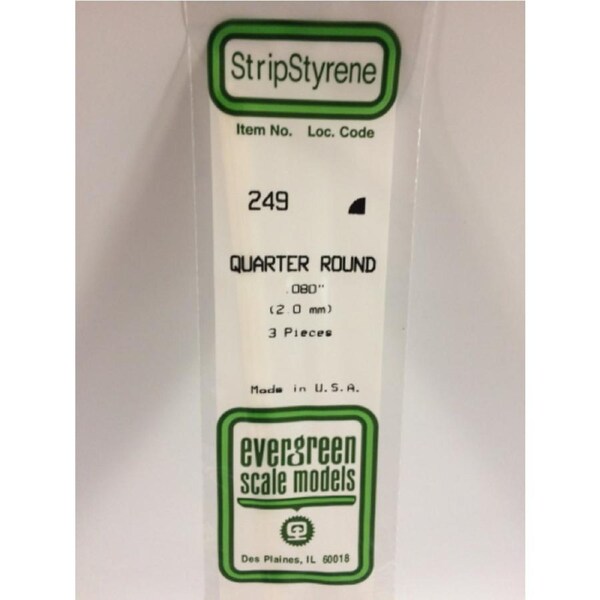 StripStyrene
Item No. Loc. Code
249
QUARTER ROUND
.080"
(2.0 mm)
3 Pieces
Made in U.S.A.
evergreen
scale models
Des Plaines, IL 60018